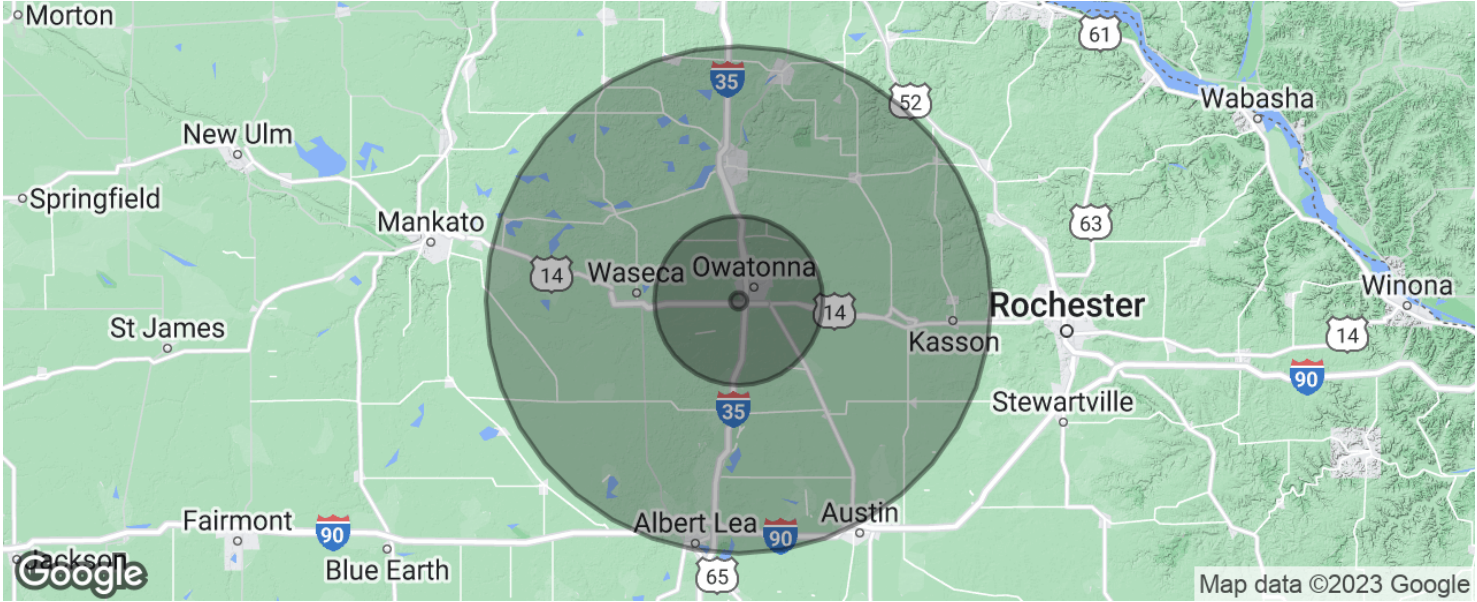 Morton
61
35
52
Wabasha
New Ulm
Springfield
Mankato
63
14
Waseca
Owatonna
Winona
14
Rochester
St James
Kasson
14
90
Stewartville
35
Fairmont
90
Albert Lea
90
Austin
Jackson
Blue Earth
65
Google
Map data ©2023 Google